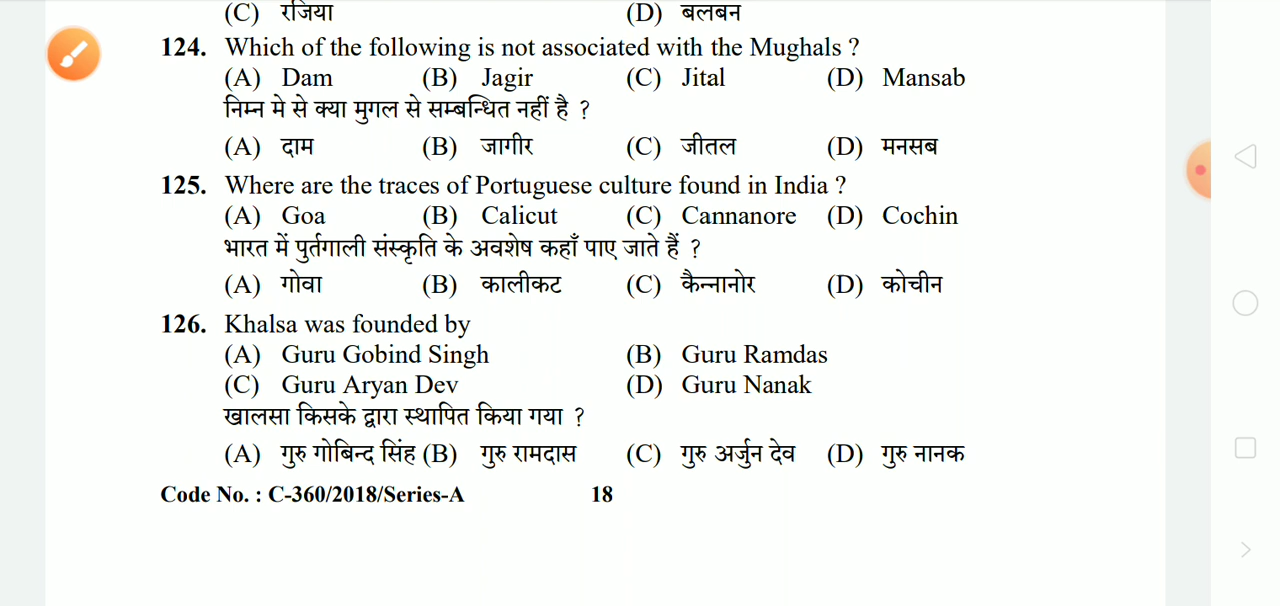 (C) रजिया (D) बलबन
124. Which of the following is not associated with the Mughals ?
(A) Dam (B) Jagir (C) Jital (D) Mansab
निम्न मे से क्या मुगल से सम्बन्धित नहीं है ?
(A) दाम (B) जागीर (C) जीतल (D) मनसब
125. Where are the traces of Portuguese culture found in India ?
(A) Goa (B) Calicut (C) Cannanore (D) Cochin
भारत में पुर्तगाली संस्कृति के अवशेष कहाँ पाए जाते हैं ?
(A) गोवा (B) कालीकट (C) कैन्नानोर (D) कोचीन
126. Khalsa was founded by
(A) Guru Gobind Singh (B) Guru Ramdas
(C) Guru Aryan Dev (D) Guru Nanak
खालसा किसके द्वारा स्थापित किया गया ?
(A) गुरु गोबिन्द सिंह (B) गुरु रामदास (C) गुरु अर्जुन देव (D) गुरु नानक
Code No. : C-360/2018/Series-A 18